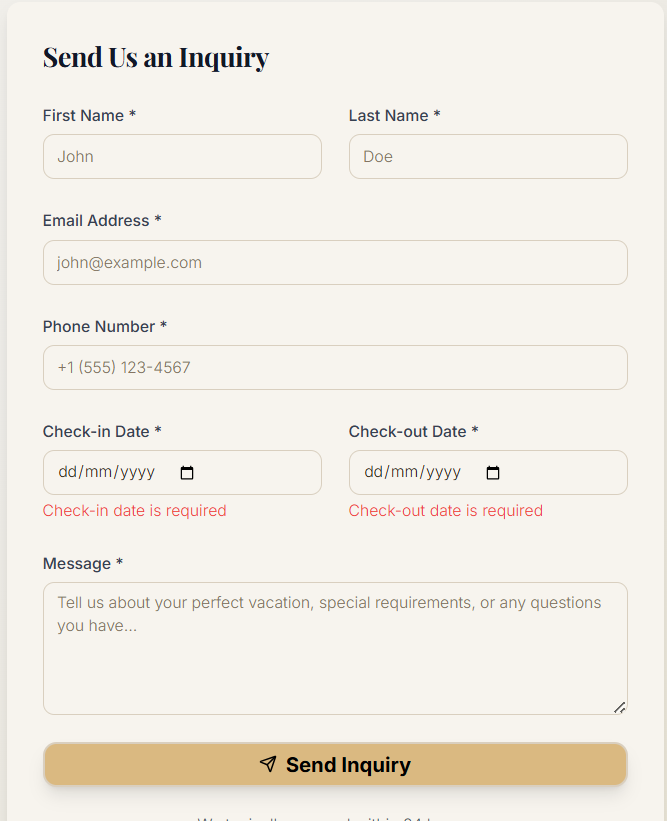 Send Us an Inquiry
First Name * Last Name *
John Doe
Email Address *
john@example.com
Phone Number *
+1 (555) 123-4567
Check-in Date * Check-out Date *
dd/mm/yyyy dd/mm/yyyy
Check-in date is required Check-out date is required
Message *
Tell us about your perfect vacation, special requirements, or any questions
you have...
Send Inquiry